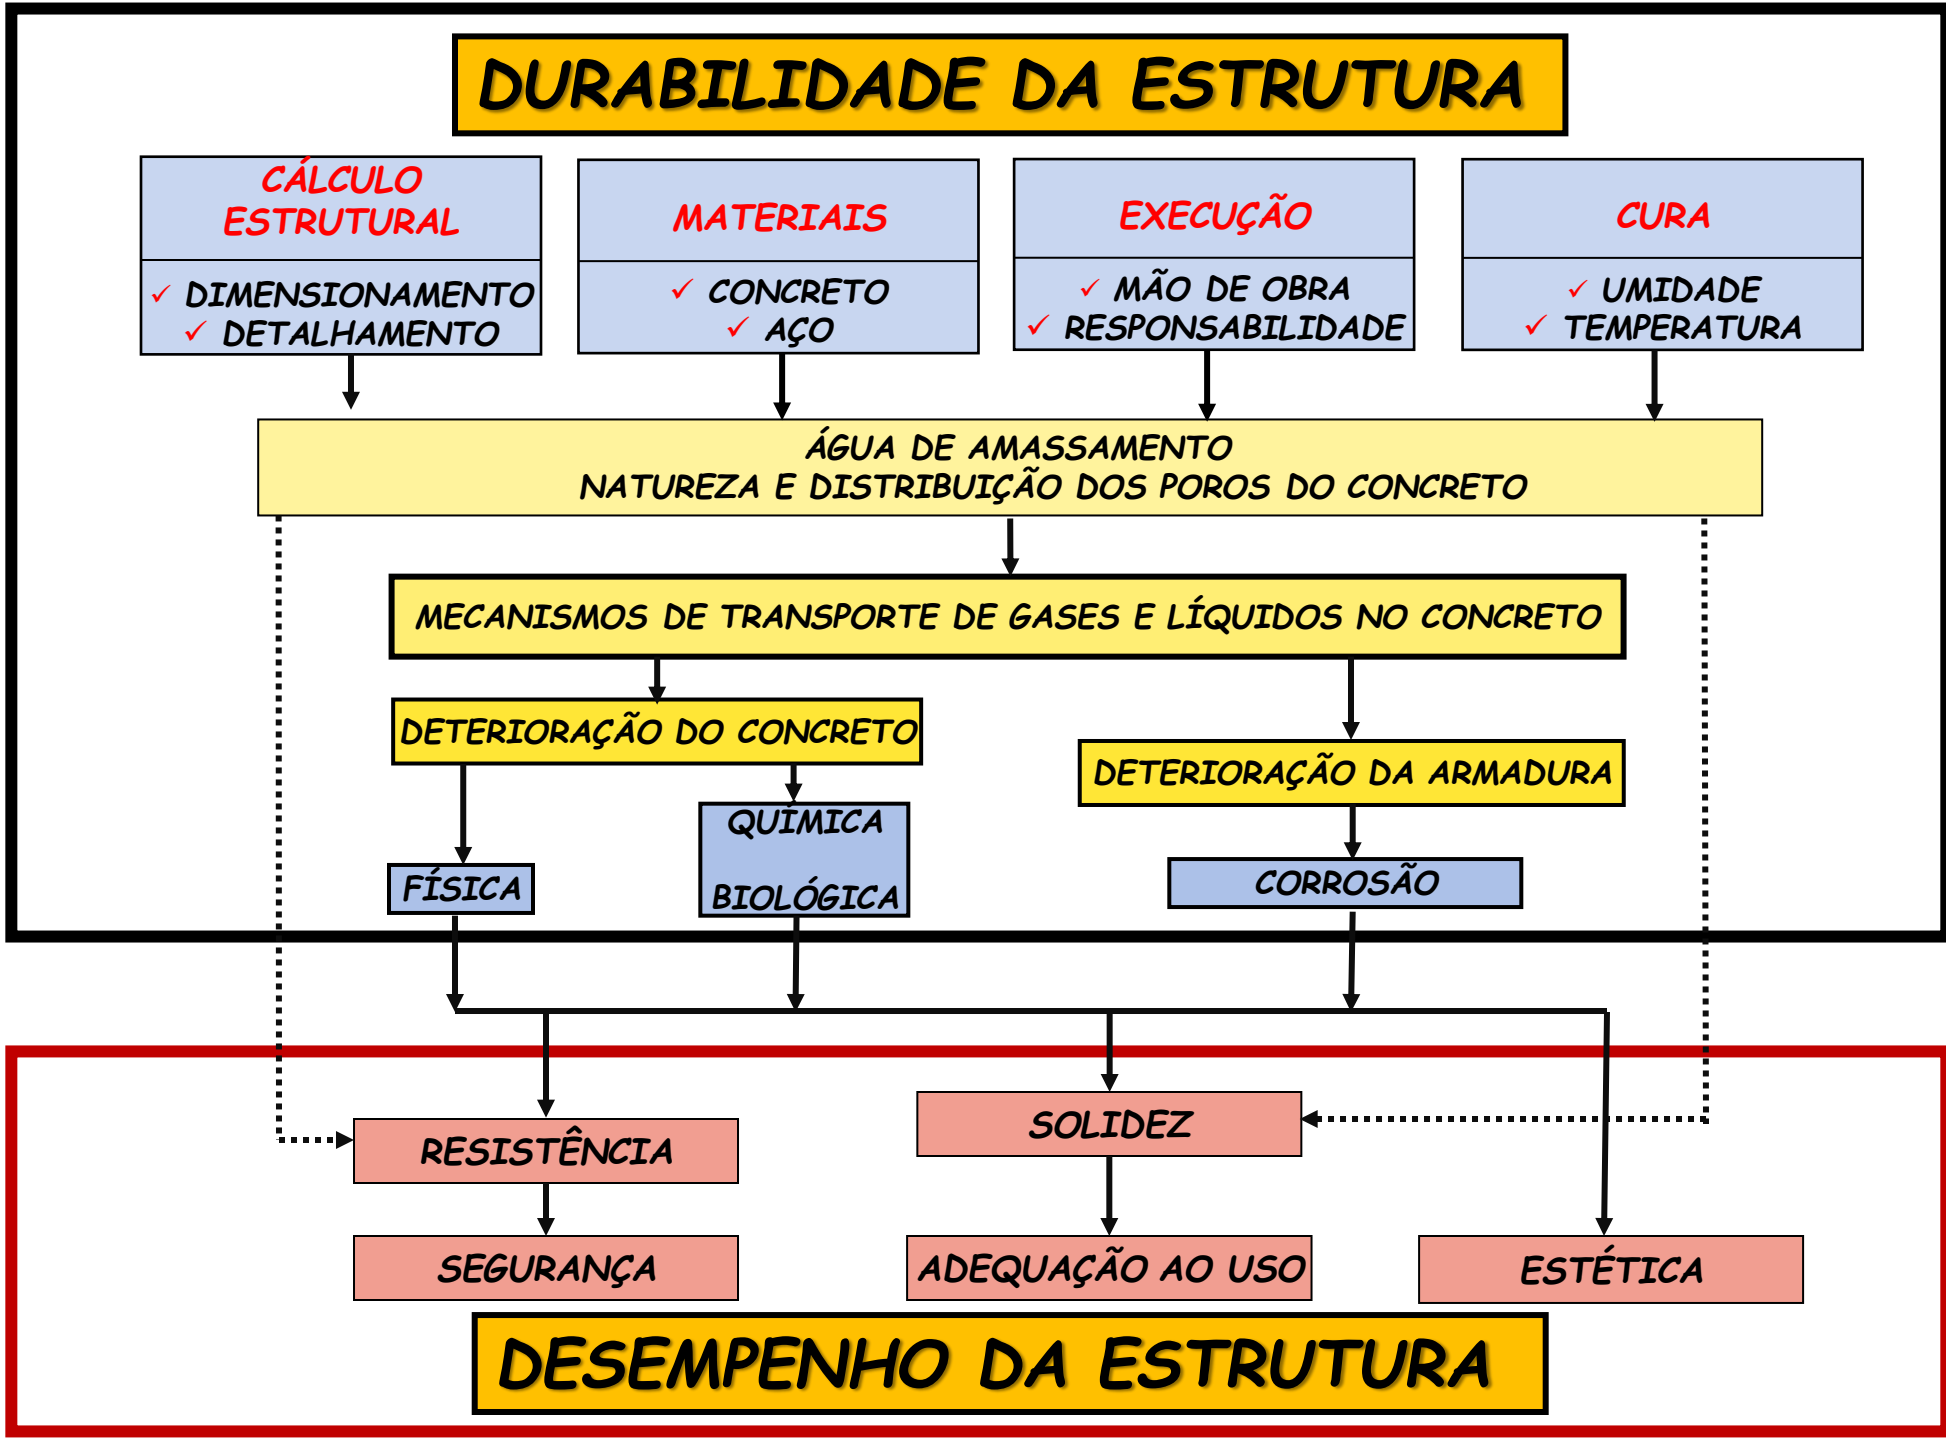 DURABILIDADE DA ESTRUTURA
CÁLCULO
ESTRUTURAL
✓ DIMENSIONAMENTO
✓ DETALHAMENTO
MATERIAIS
✓ CONCRETO
✓ AÇO
EXECUÇÃO
✓ MÃO DE OBRA
✓ RESPONSABILIDADE
CURA
✓ UMIDADE
✓ TEMPERATURA
ÁGUA DE AMASSAMENTO
NATUREZA E DISTRIBUIÇÃO DOS POROS DO CONCRETO
MECANISMOS DE TRANSPORTE DE GASES E LÍQUIDOS NO CONCRETO
DETERIORAÇÃO DO CONCRETO
DETERIORAÇÃO DA ARMADURA
FÍSICA
QUÍMICA
BIOLÓGICA
CORROSÃO
RESISTÊNCIA
SOLIDEZ
SEGURANÇA
ADEQUAÇÃO AO USO
ESTÉTICA
DESEMPENHO DA ESTRUTURA